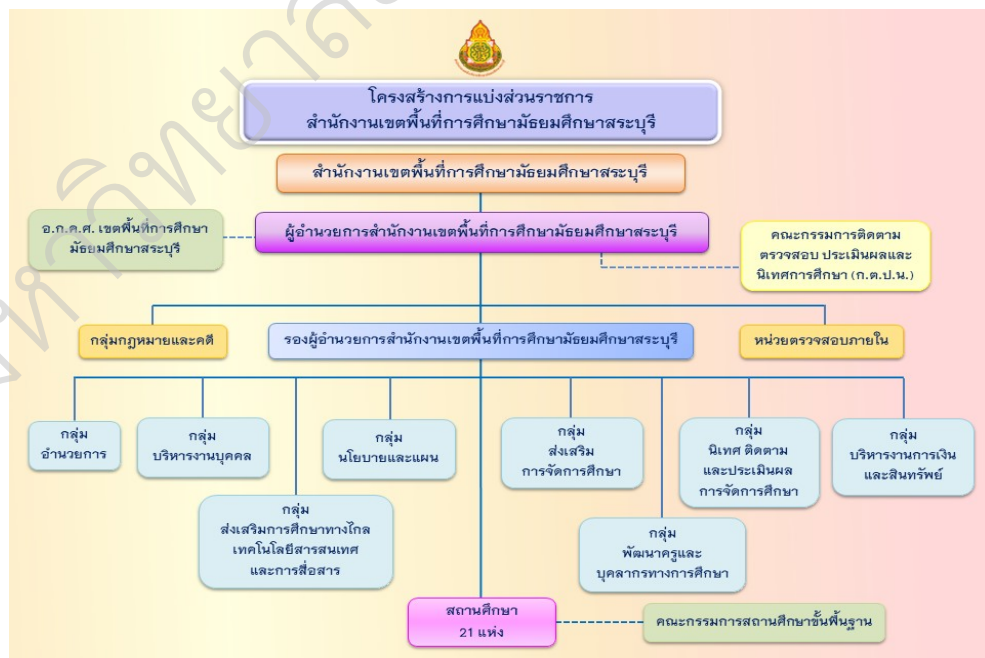 โครงสร้างการแบ่งส่วนราชการ
สำนักงานเขตพื้นที่การศึกษามัธยมศึกษาสระบุรี
สำนักงานเขตพื้นที่การศึกษามัธยมศึกษาสระบุรี
อ.ก.ค.ศ. เขตพื้นที่การศึกษา
มัธยมศึกษาสระบุรี
ผู้อำนวยการสำนักงานเขตพื้นที่การศึกษามัธยมศึกษาสระบุรี
คณะกรรมการติดตาม
ตรวจสอบ ประเมินผลและ
นิเทศการศึกษา (ก.ต.ป.น.)
กลุ่มกฎหมายและคดี
รองผู้อำนวยการสำนักงานเขตพื้นที่การศึกษามัธยมศึกษาสระบุรี
หน่วยตรวจสอบภายใน
กลุ่ม
อำนวยการ
กลุ่ม
บริหารงานบุคคล
กลุ่ม
ส่งเสริมการศึกษาทางไกล
เทคโนโลยีสารสนเทศ
และการสื่อสาร
กลุ่ม
นโยบายและแผน
กลุ่ม
ส่งเสริม
การจัดการศึกษา
กลุ่ม
พัฒนาครูและ
บุคลากรทางการศึกษา
กลุ่ม
นิเทศ ติดตาม
และประเมินผล
การจัดการศึกษา
กลุ่ม
บริหารงานการเงิน
และสินทรัพย์
สถานศึกษา
21 แห่ง
คณะกรรมการสถานศึกษาขั้นพื้นฐาน